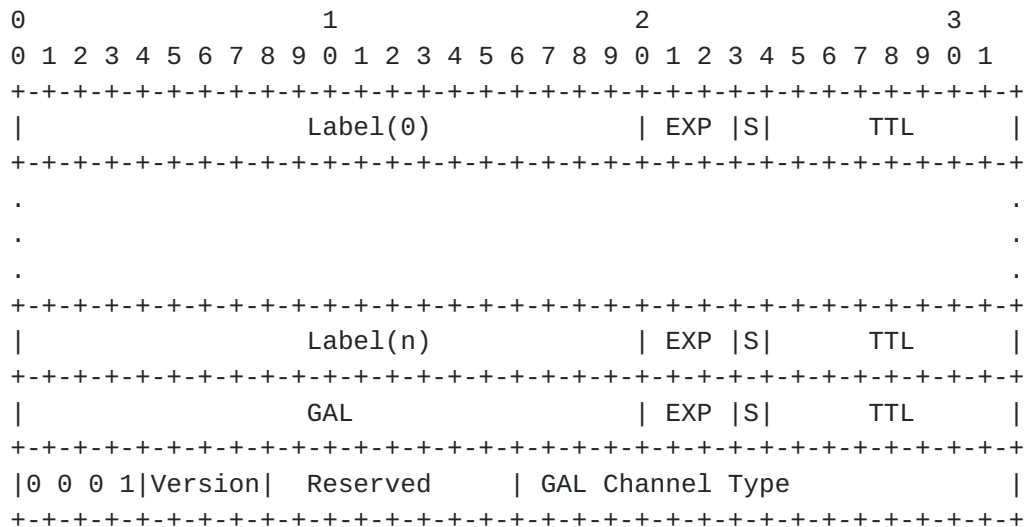 0                   1                   2                   3
0 1 2 3 4 5 6 7 8 9 0 1 2 3 4 5 6 7 8 9 0 1 2 3 4 5 6 7 8 9 0 1
+-+-+-+-+-+-+-+-+-+-+-+-+-+-+-+-+-+-+-+-+-+-+-+-+-+-+-+-+-+-+-+-+
|                  Label(0)             | EXP |S|      TTL      |
+-+-+-+-+-+-+-+-+-+-+-+-+-+-+-+-+-+-+-+-+-+-+-+-+-+-+-+-+-+-+-+-+
.                                                               .
.                                                               .
.                                                               .
+-+-+-+-+-+-+-+-+-+-+-+-+-+-+-+-+-+-+-+-+-+-+-+-+-+-+-+-+-+-+-+-+
|                  Label(n)             | EXP |S|      TTL      |
+-+-+-+-+-+-+-+-+-+-+-+-+-+-+-+-+-+-+-+-+-+-+-+-+-+-+-+-+-+-+-+-+
|                  GAL                  | EXP |S|      TTL      |
+-+-+-+-+-+-+-+-+-+-+-+-+-+-+-+-+-+-+-+-+-+-+-+-+-+-+-+-+-+-+-+-+
|0 0 0 1|Version|  Reserved     | GAL Channel Type              |
+-+-+-+-+-+-+-+-+-+-+-+-+-+-+-+-+-+-+-+-+-+-+-+-+-+-+-+-+-+-+-+-+